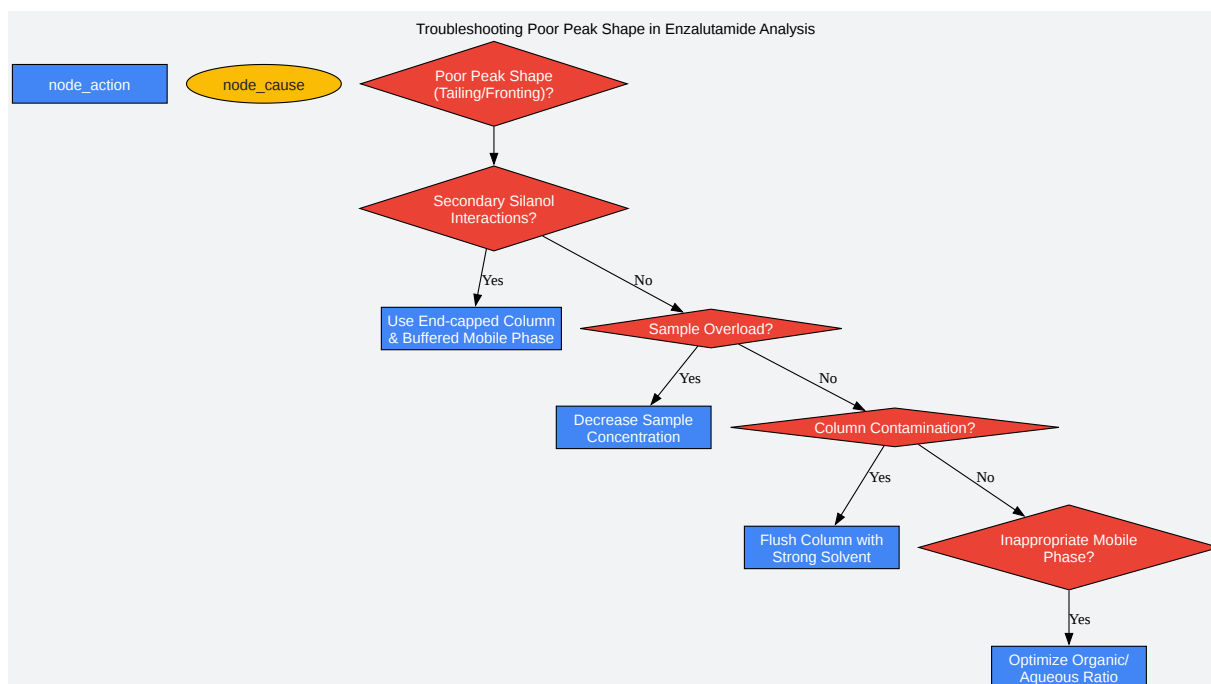 Troubleshooting Poor Peak Shape in Enzalutamide Analysis
node_action
node_cause
Poor Peak Shape
(Tailing/Fronting)?
Secondary Silanol
Interactions?
Yes
No
Use End-capped Column
& Buffered Mobile Phase
Sample Overload?
Yes
No
Decrease Sample
Concentration
Column Contamination?
Yes
No
Flush Column with
Strong Solvent
Inappropriate Mobile
Phase?
Yes
Optimize Organic/
Aqueous Ratio